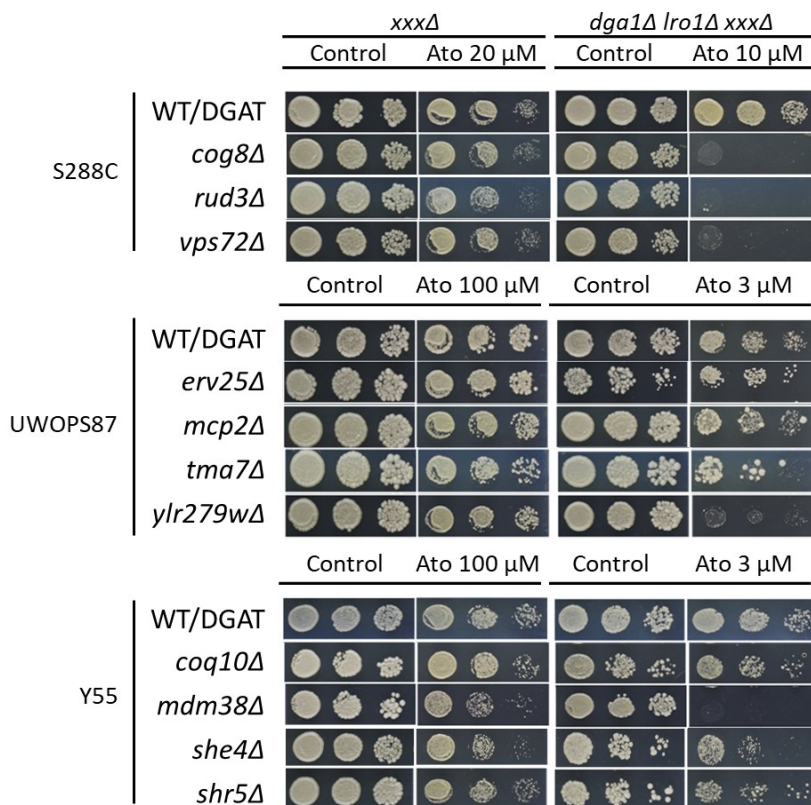 xxxΔ dga1Δ lro1Δ xxxΔ
Control Ato 20 μM Control Ato 10 μM
S288C
WT/DGAT
cog8Δ
rud3Δ
vps72Δ
Control Ato 100 μM Control Ato 3 μM
UWOPS87
WT/DGAT
erv25Δ
mcp2Δ
tma7Δ
ylr279wΔ
Control Ato 100 μM Control Ato 3 μM
Y55
WT/DGAT
coq10Δ
mdm38Δ
she4Δ
shr5Δ